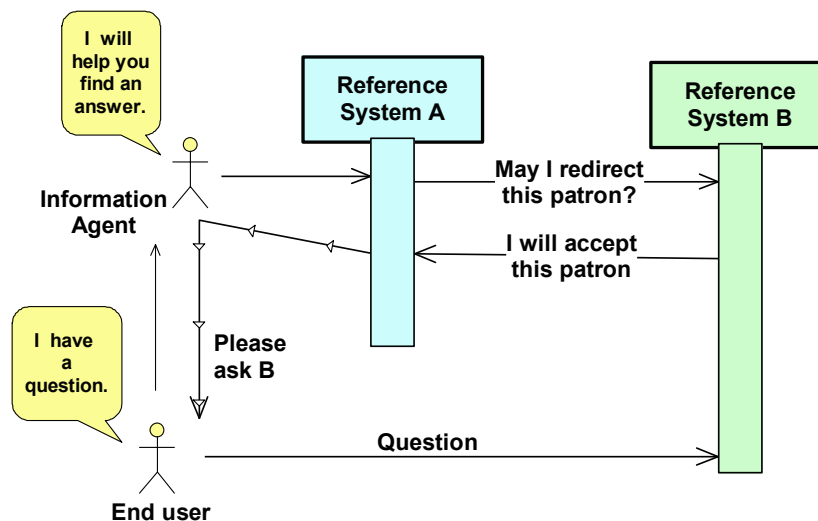 I will
help you
find an
answer.
Reference
System A
Reference
System B
May I redirect
this patron?
Information
Agent
I will accept
this patron
I have
a
question.
Please
ask B
Question
End user